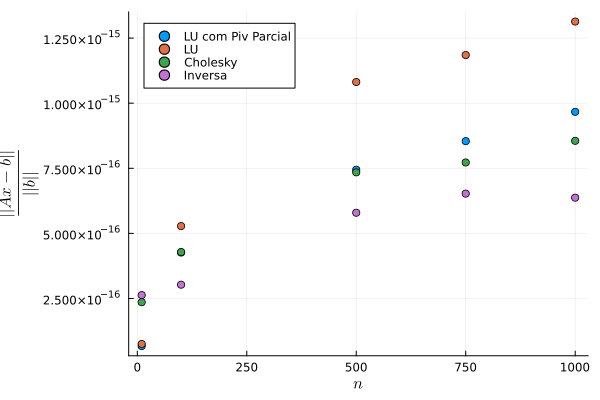 1.250×10⁻¹⁵
1.000×10⁻¹⁵
7.500×10⁻¹⁶
5.000×10⁻¹⁶
2.500×10⁻¹⁶
||Ax − b||
||b||
LU com Piv Parcial
LU
Cholesky
Inversa
0 250 500 750 1000
n